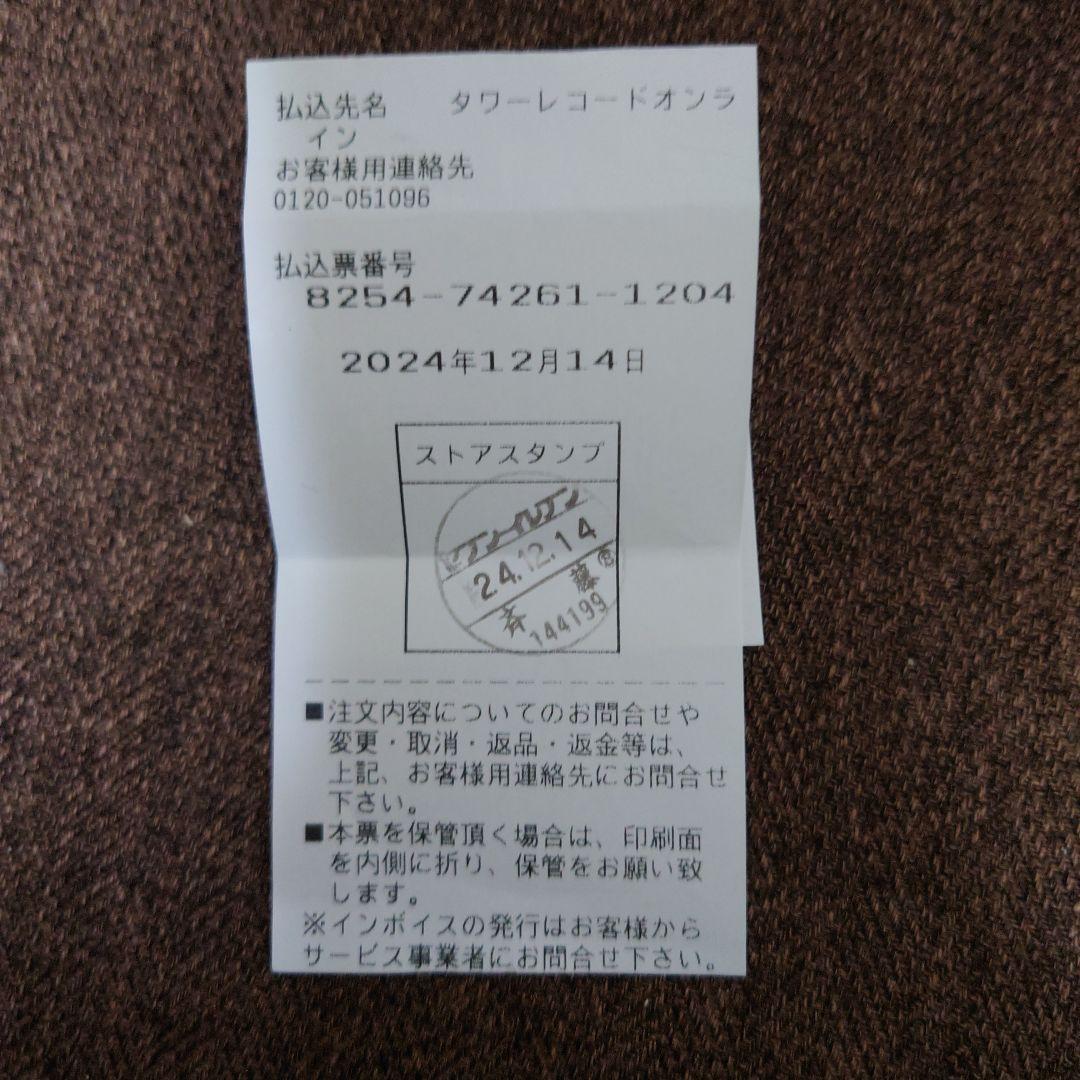 払込先名 タワーレコードオンラ
イン
お客様用連絡先
0120-051096
払込票番号
8254-74261-1204
2024年12月14日
ストアスタンプ
24.12.14
斉 藤
144199
■注文内容についてのお問合せや
変更・取消・返品・返金等は、
上記、お客様用連絡先にお問合せ
下さい。
■本票を保管頂く場合は、印刷面
を内側に折り、保管をお願い致
します。
※インボイスの発行はお客様から
サービス事業者にお問合せ下さい。